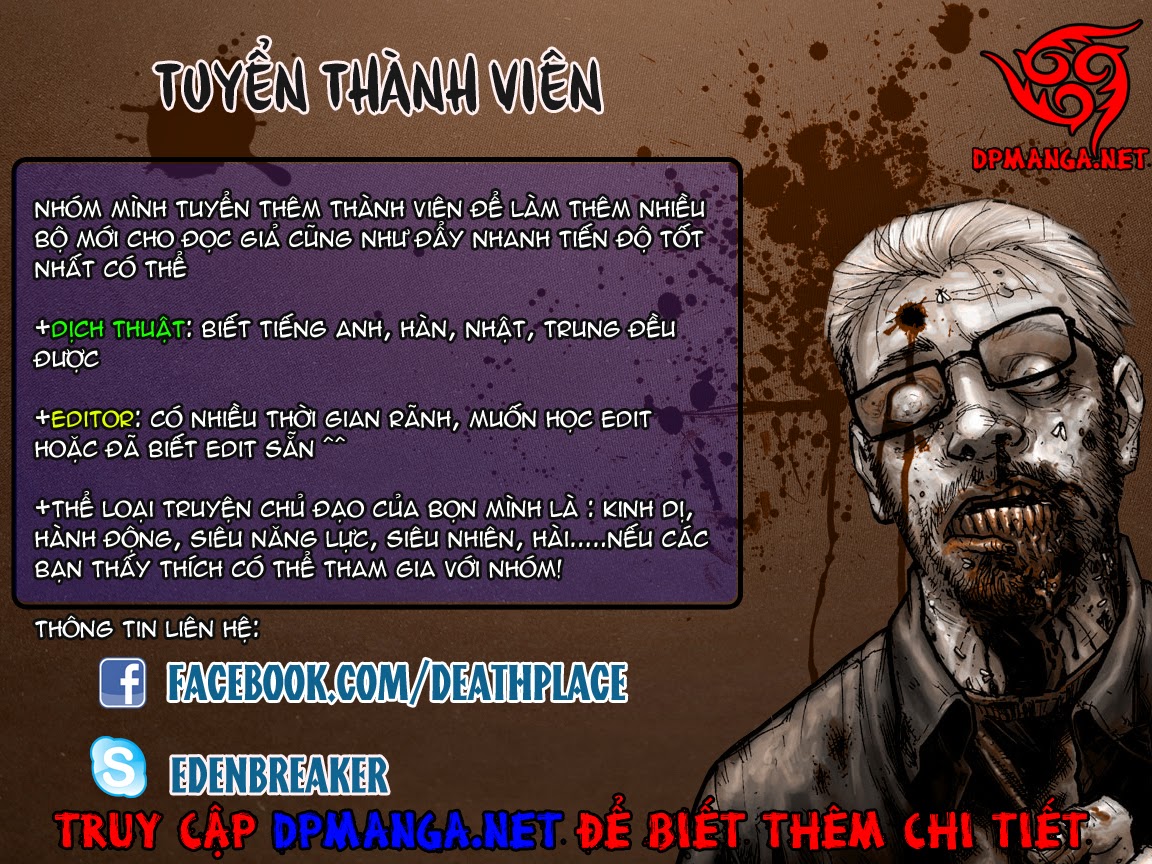 TUYỂN THÀNH VIÊN
DPMANGA.NET
NHÓM MÌNH TUYỂN THÊM THÀNH VIÊN ĐỂ LÀM THÊM NHIỀU
BỘ MỚI CHO ĐỌC GIẢ CŨNG NHƯ ĐẨY NHANH TIẾN ĐỘ TỐT
NHẤT CÓ THỂ
+DỊCH THUẬT: BIẾT TIẾNG ANH, HÀN, NHẬT, TRUNG ĐỀU
ĐƯỢC
+EDITOR: CÓ NHIỀU THỜI GIAN RÃNH, MUỐN HỌC EDIT
HOẶC ĐÃ BIẾT EDIT SẴN ^^
+THỂ LOẠI TRUYỆN CHỦ ĐẠO CỦA BỌN MÌNH LÀ : KINH DỊ,
HÀNH ĐỘNG, SIÊU NĂNG LỰC, SIÊU NHIÊN, HÀI.....NẾU CÁC
BẠN THẤY THÍCH CÓ THỂ THAM GIA VỚI NHÓM!
THÔNG TIN LIÊN HỆ:
FACEBOOK.COM/DEATHPLACE
EDENBREAKER
TRUY CẬP DPMANGA.NET ĐỂ BIẾT THÊM CHI TIẾT